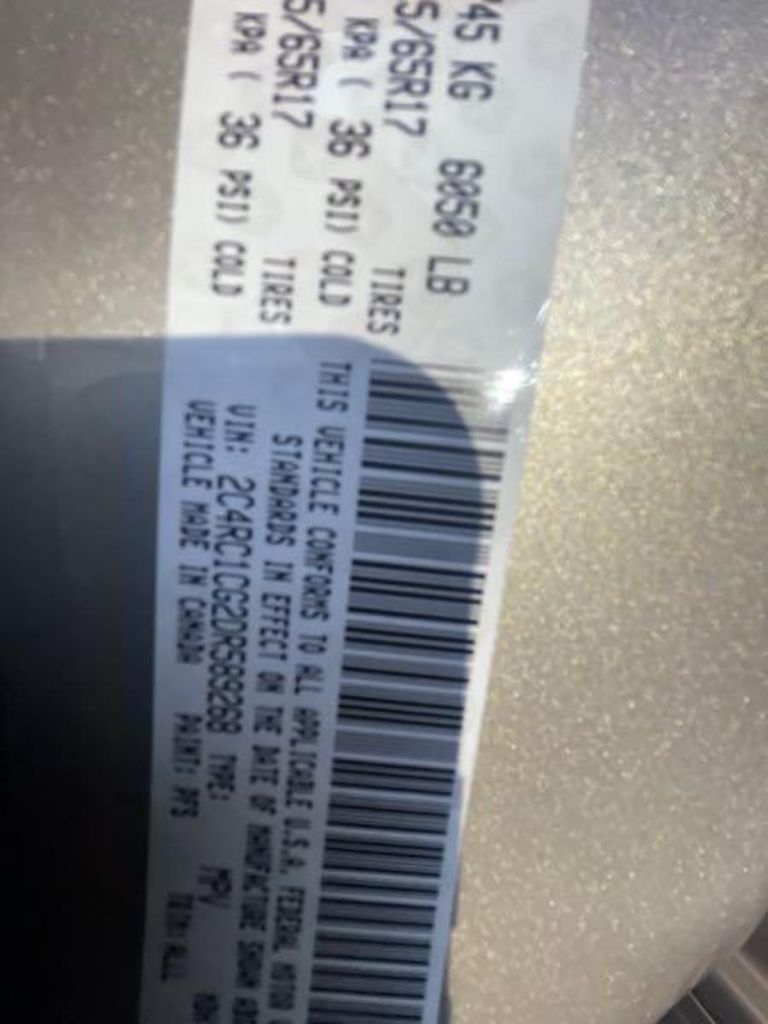 45 KG 6050 LB
5/65R17 TIRES
KPA ( 36 PSI) COLD
5/65R17 TIRES
KPA ( 36 PSI) COLD
THIS VEHICLE CONFORMS TO ALL APPLICABLE U.S.A. FEDERAL MOTOR
STANDARDS IN EFFECT ON THE DATE OF MANUFACTURE SHOWN
VIN: 2C4RC1CG2DR589268 TYPE: MPV
VEHICLE MADE IN CANADA PAINT: PFS